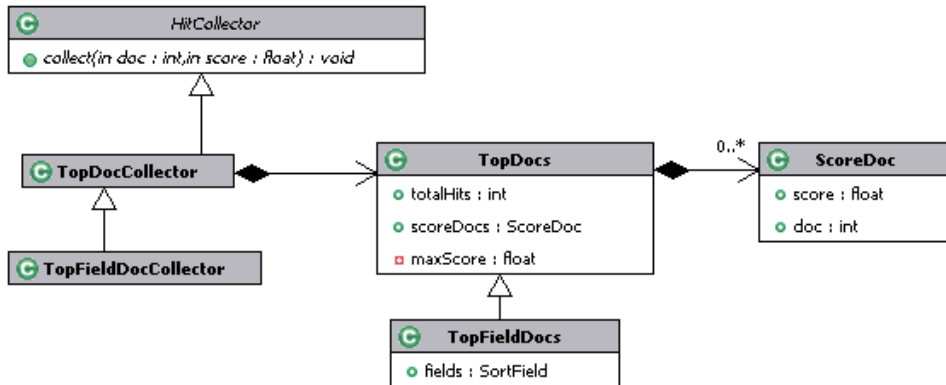 HitCollector
collect(in doc : int,in score : float) : void
TopDocCollector
TopFieldDocCollector
TopDocs
totalHits : int
scoreDocs : ScoreDoc
maxScore : float
0..*
ScoreDoc
score : float
doc : int
TopFieldDocs
fields : SortField